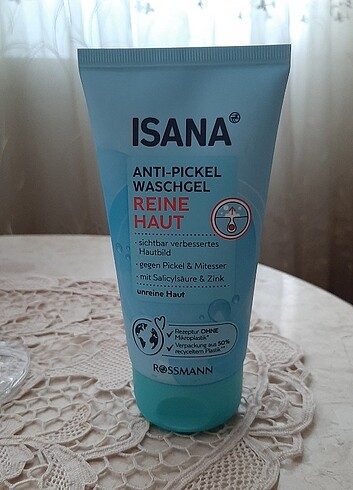 ISANA
ANTI-PICKEL
WASCHGEL
REINE
HAUT
· sichtbar verbessertes
Hautbild
· gegen Pickel & Mitesser
· mit Salicylsäure & Zink
unreine Haut
✓ Rezeptur OHNE
Mikroplastik*
✓ Verpackung aus 50%
recyceltem Plastik**
ROSSMANN